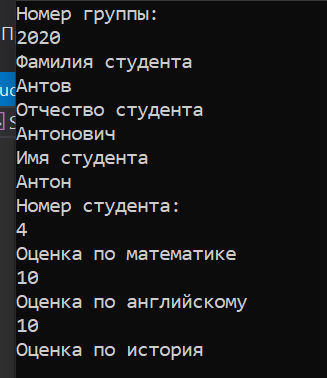 Номер группы:
2020
Фамилия студента
Антов
Отчество студента
Антонович
Имя студента
Антон
Номер студента:
4
Оценка по математике
10
Оценка по английскому
10
Оценка по история